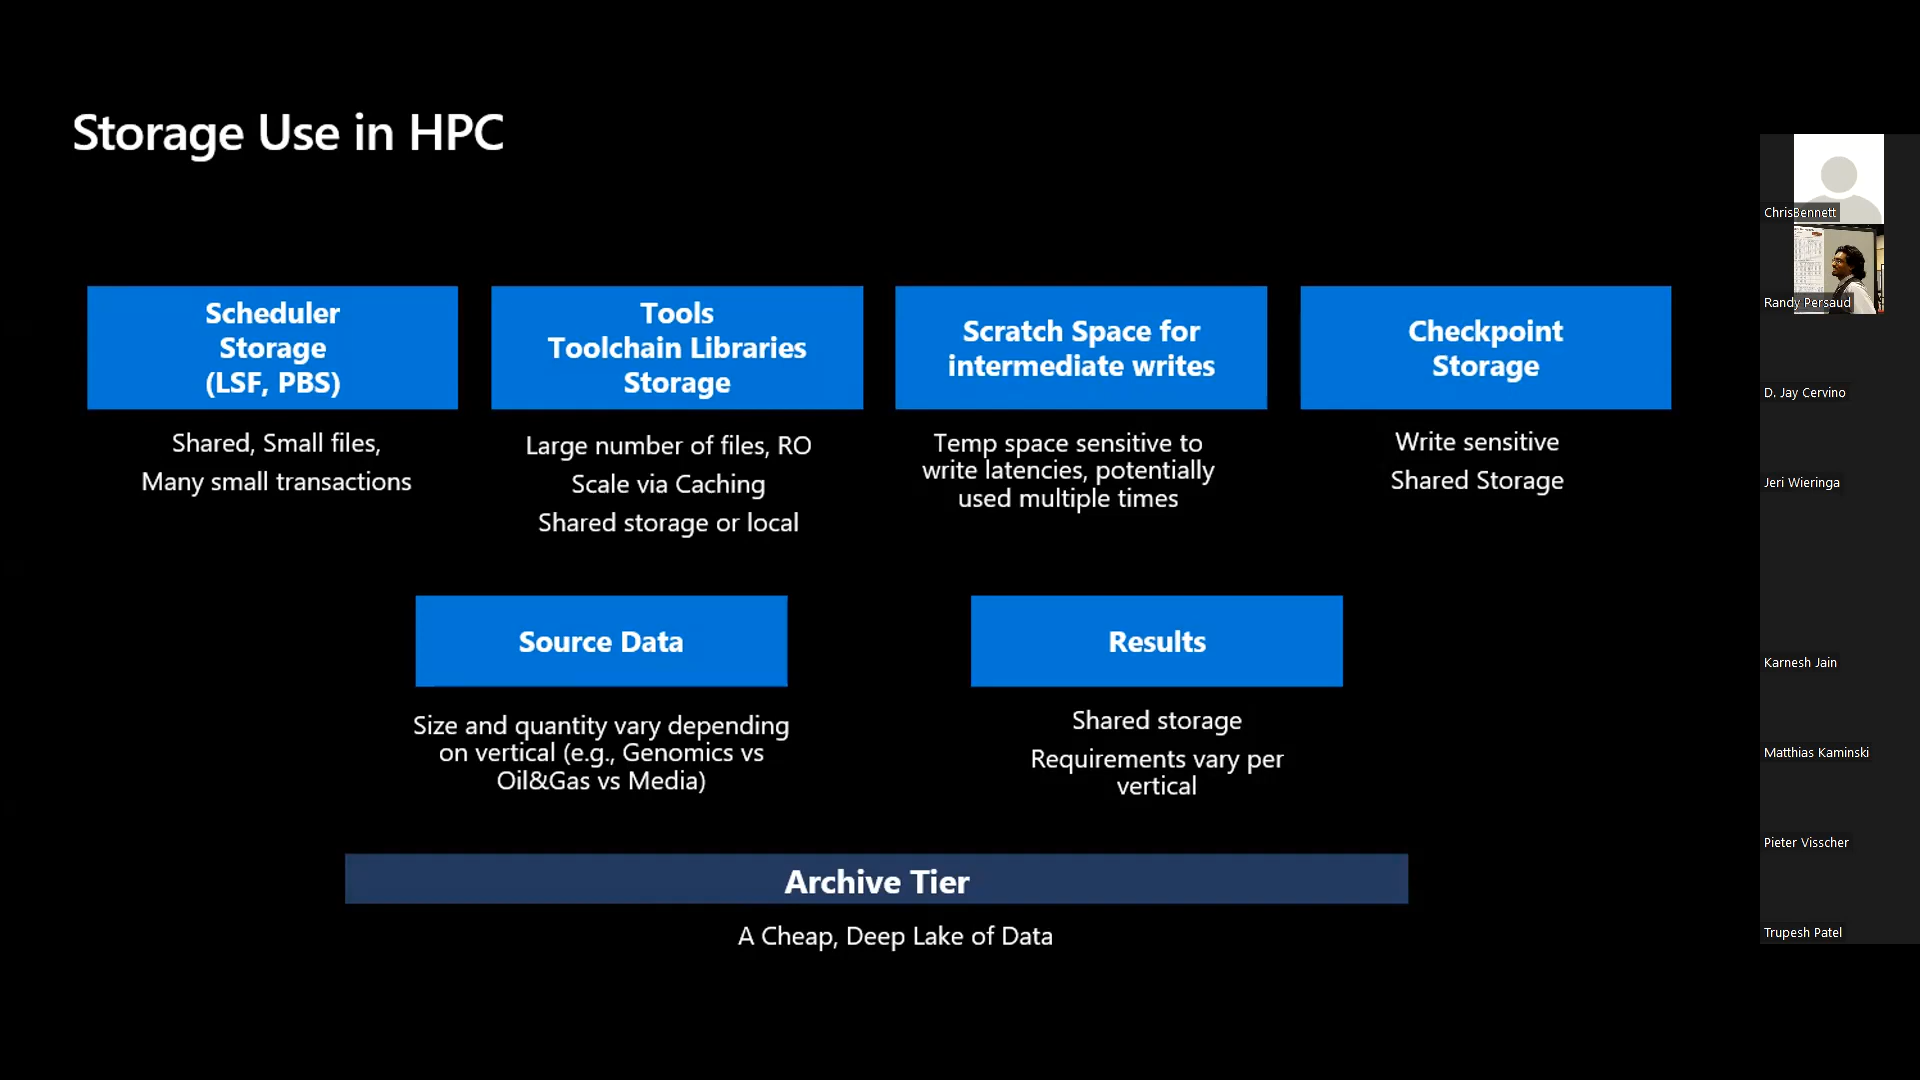 Storage Use in HPC
Scheduler
Storage
(LSF, PBS)
Shared, Small files,
Many small transactions
Tools
Toolchain Libraries
Storage
Large number of files, RO
Scale via Caching
Shared storage or local
Scratch Space for
intermediate writes
Temp space sensitive to
write latencies, potentially
used multiple times
Checkpoint
Storage
Write sensitive
Shared Storage
Source Data
Size and quantity vary depending
on vertical (e.g., Genomics vs
Oil&Gas vs Media)
Results
Shared storage
Requirements vary per
vertical
Archive Tier
A Cheap, Deep Lake of Data
ChrisBennett
Randy Persaud
D. Jay Cervino
Jeri Wieringa
Karnesh Jain
Matthias Kaminski
Pieter Visscher
Trupesh Patel